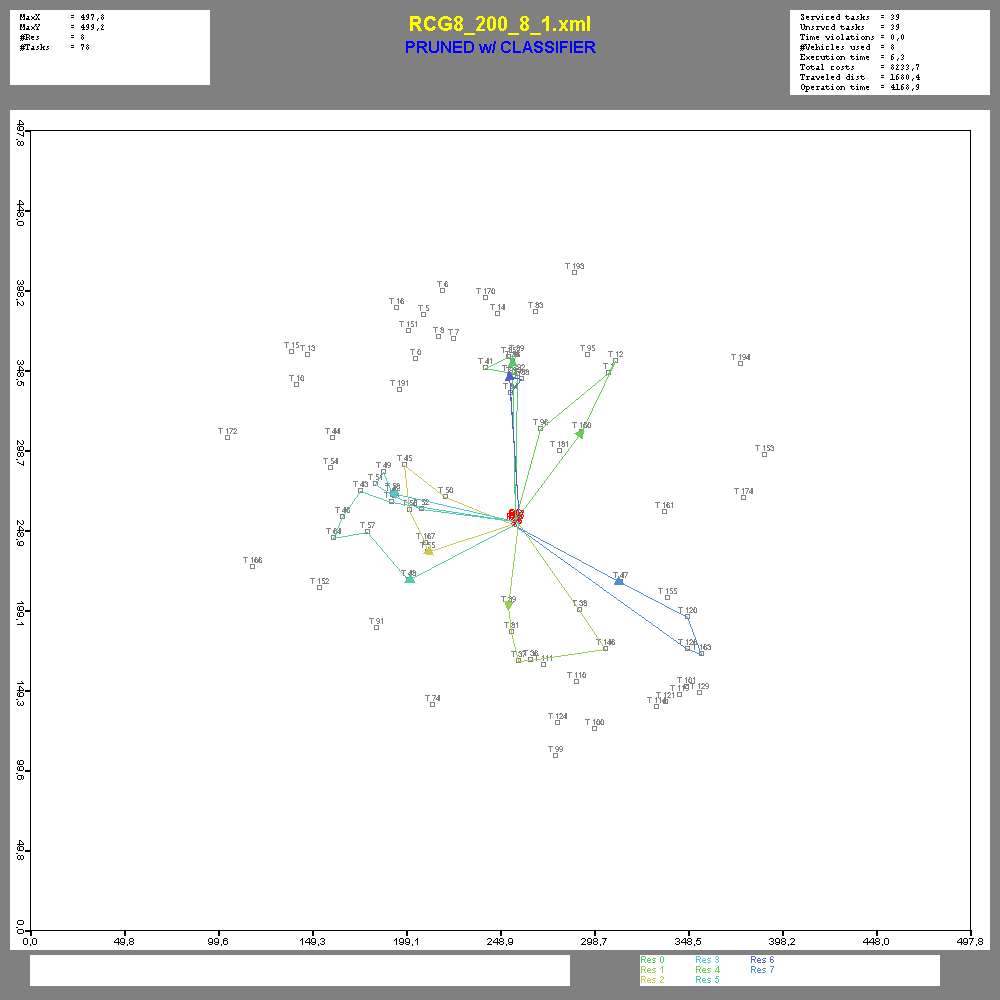 RCG8_200_8_1.xml
PRUNED w/ CLASSIFIER
MaxX = 497,8
MaxY = 499,2
#Res = 8
#Tasks = 78
Serviced tasks = 39
Unsrvcd tasks = 39
Time violations = 0,0
#Vehicles used = 8
Execution time = 6,3
Total costs = 8233,7
Traveled dist = 1680,4
Operation time = 4168,9
497,8
448,0
398,2
348,5
298,7
248,9
199,1
149,3
99,6
49,8
0,0
T 193
T 6
T 170
T 16
T 5
T 14
T 83
T 151
T 8
T 7
T 15
T 13
T 0
T 41
T 95
T 12
T 194
T 10
T 191
T 96
T 160
T 172
T 44
T 181
T 153
T 54
T 49
T 45
T 43
T 50
T 174
T 52
T 46
T 161
T 57
T 64
T 167
T 55
T 166
T 152
T 48
T 47
T 155
T 39
T 38
T 120
T 91
T 81
T 146
T 126
T 163
T 37
T 36
T 111
T 110
T 101
T 129
T 121
T 74
T 124
T 100
T 99
0,0 49,8 99,6 149,3 199,1 248,9 298,7 348,5 398,2 448,0 497,8
Res 0 Res 3 Res 6
Res 1 Res 4 Res 7
Res 2 Res 5